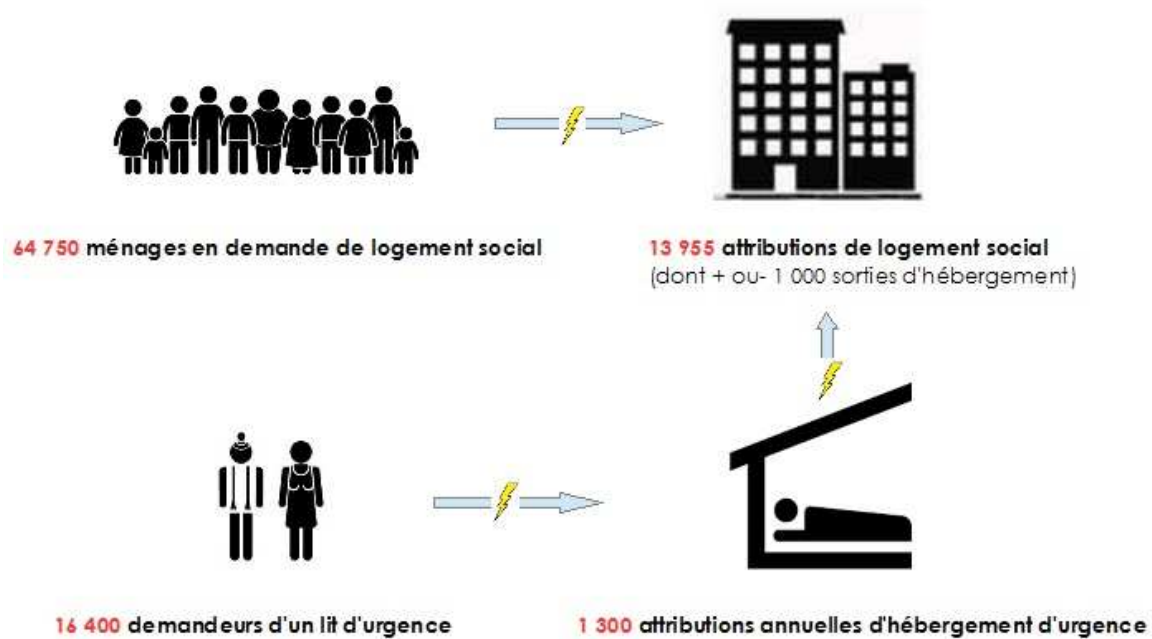 64 750 ménages en demande de logement social
13 955 attributions de logement social
(dont + ou- 1 000 sorties d'hébergement)
16 400 demandeurs d'un lit d'urgence
1 300 attributions annuelles d'hébergement d'urgence